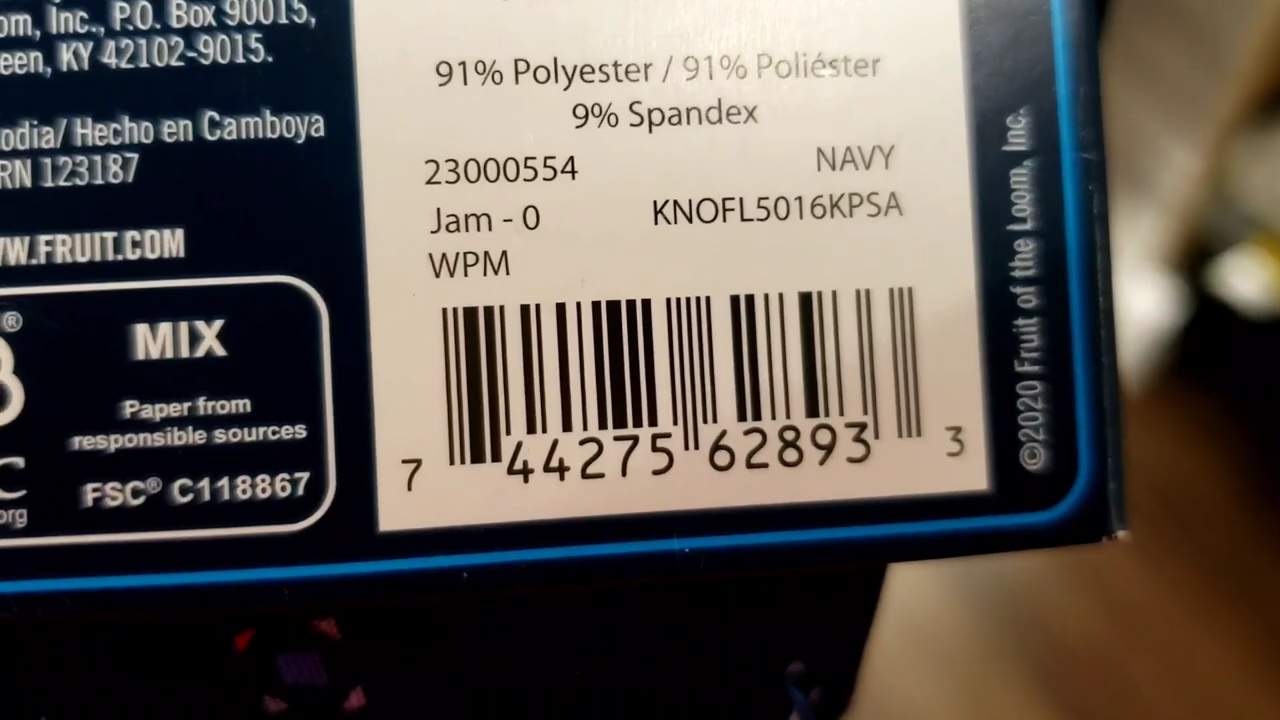 om, Inc., P.O. Box 90015,
een, KY 42102-9015.
odia/ Hecho en Camboya
RN 123187
W.FRUIT.COM
®
MIX
Paper from
responsible sources
FSC® C118867
org
91% Polyester / 91% Poliéster
9% Spandex
23000554 NAVY
Jam - 0 KNOFL5016KPSA
WPM
7 44275 62893 3
©2020 Fruit of the Loom, Inc.